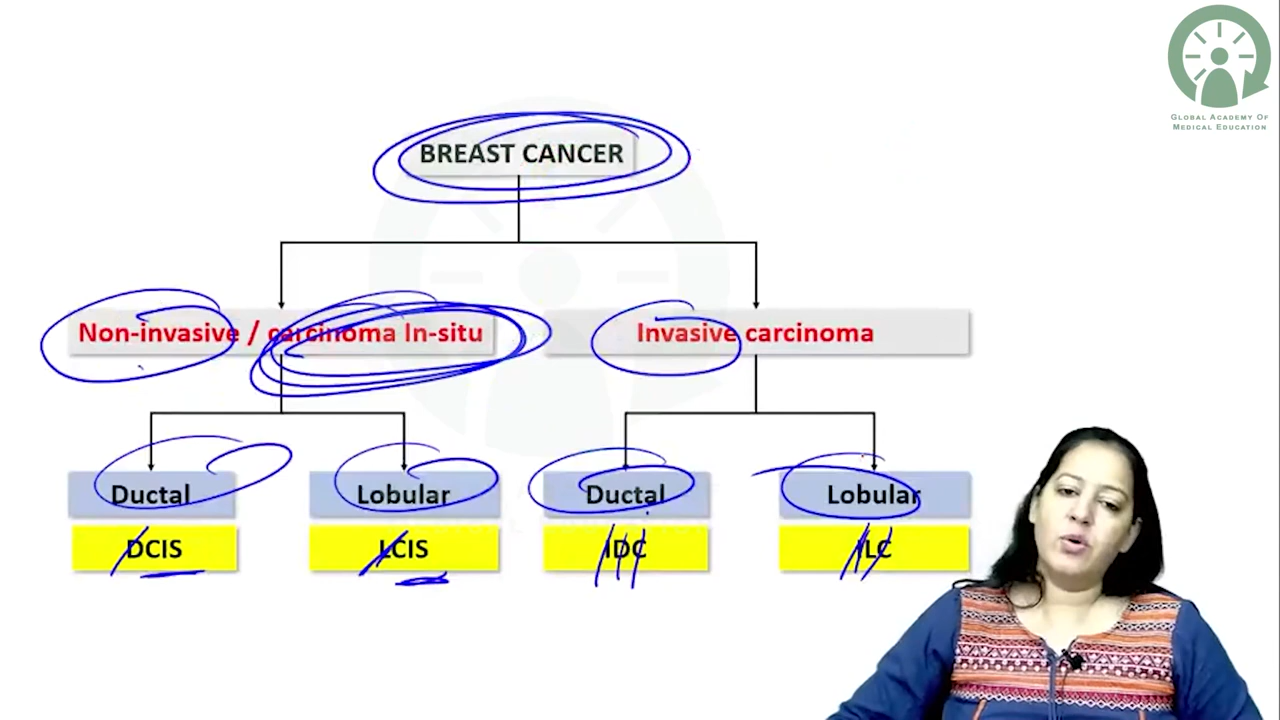 GLOBAL ACADEMY OF
MEDICAL EDUCATION
BREAST CANCER
Non-invasive / carcinoma In-situ
Invasive carcinoma
Ductal
Lobular
Ductal
Lobular
DCIS
LCIS
IDC
ILC